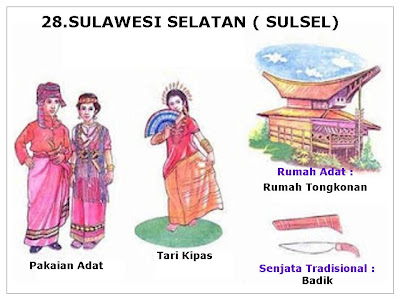 28.SULAWESI SELATAN ( SULSEL)
Pakaian Adat
Tari Kipas
Rumah Adat :
Rumah Tongkonan
Senjata Tradisional :
Badik